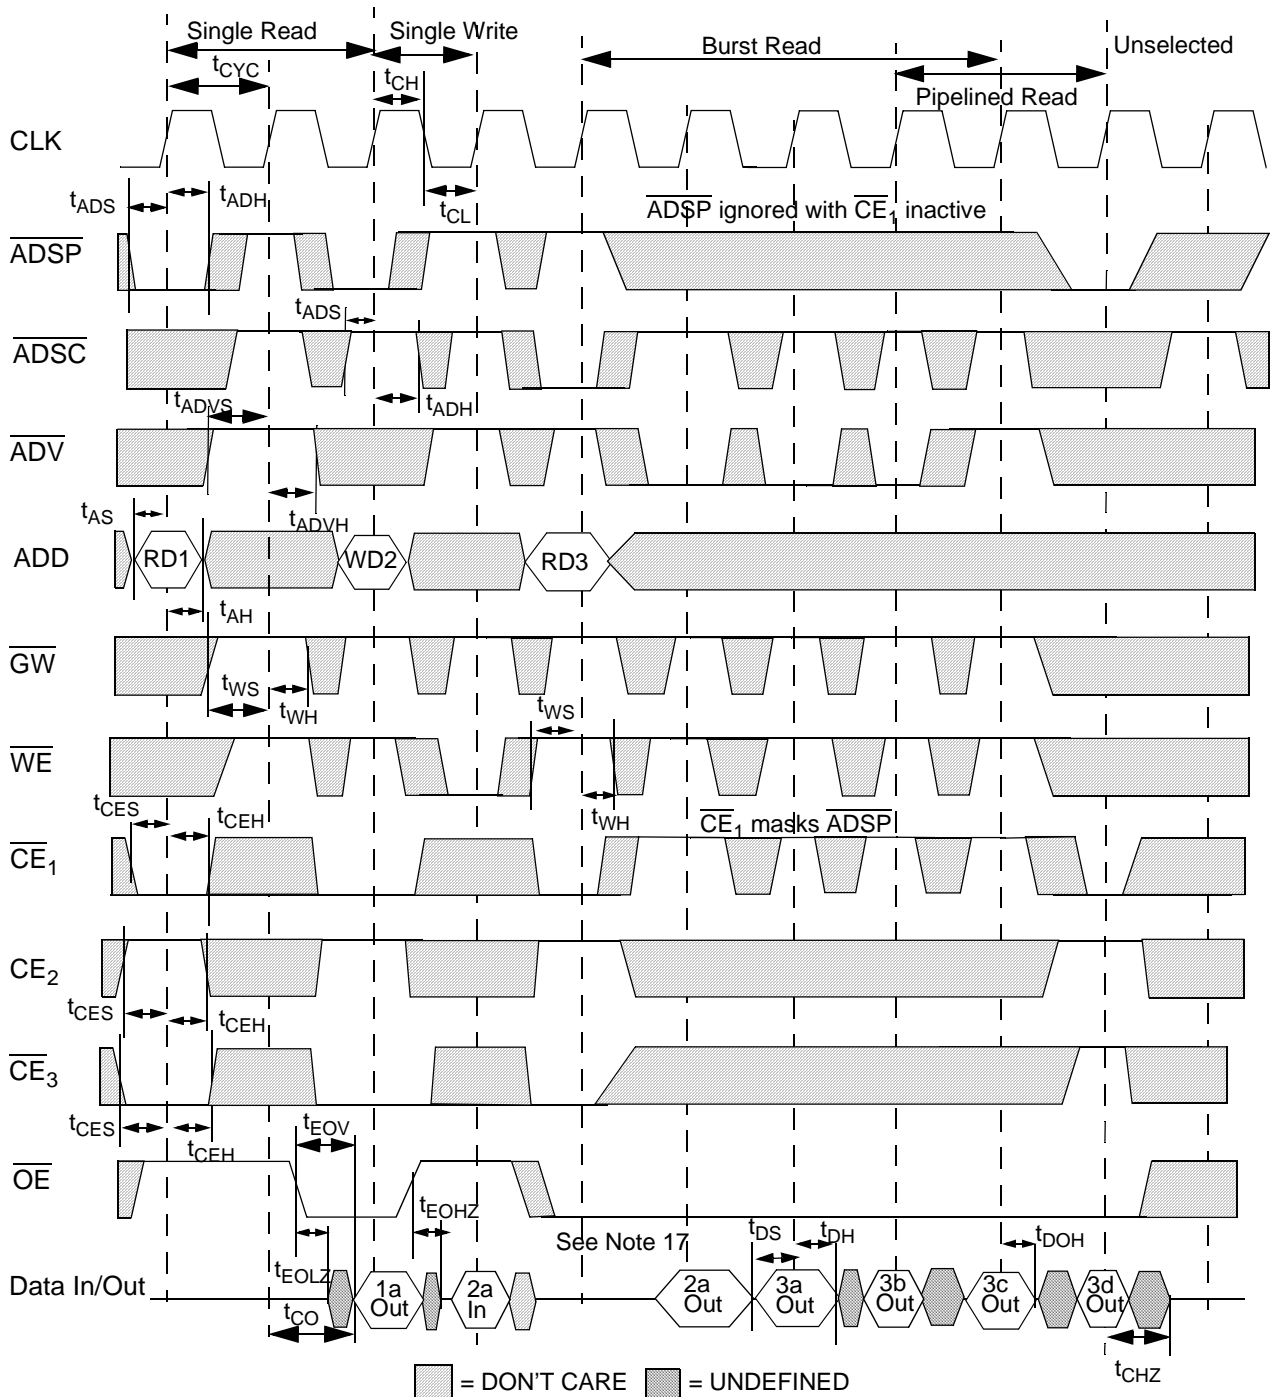 Single Read Single Write Burst Read Unselected
tCYC tCH Pipelined Read
CLK
tADS tADH tCL ADSP ignored with CE1 inactive
ADSP
tADS
ADSC
tADVS tADH
ADV
tAS tADVH
ADD RD1 WD2 RD3
tAH
GW
tWS tWH tWS
WE
tCES tCEH tWH CE1 masks ADSP
CE1
CE2
tCES tCEH
CE3
tCES tCEH tEOV
OE
tEOHZ See Note 17 tDS tDH tDOH
tEOLZ
Data In/Out 1a Out 2a In 2a Out 3a Out 3b Out 3c Out 3d Out
tCO tCHZ
= DON'T CARE = UNDEFINED